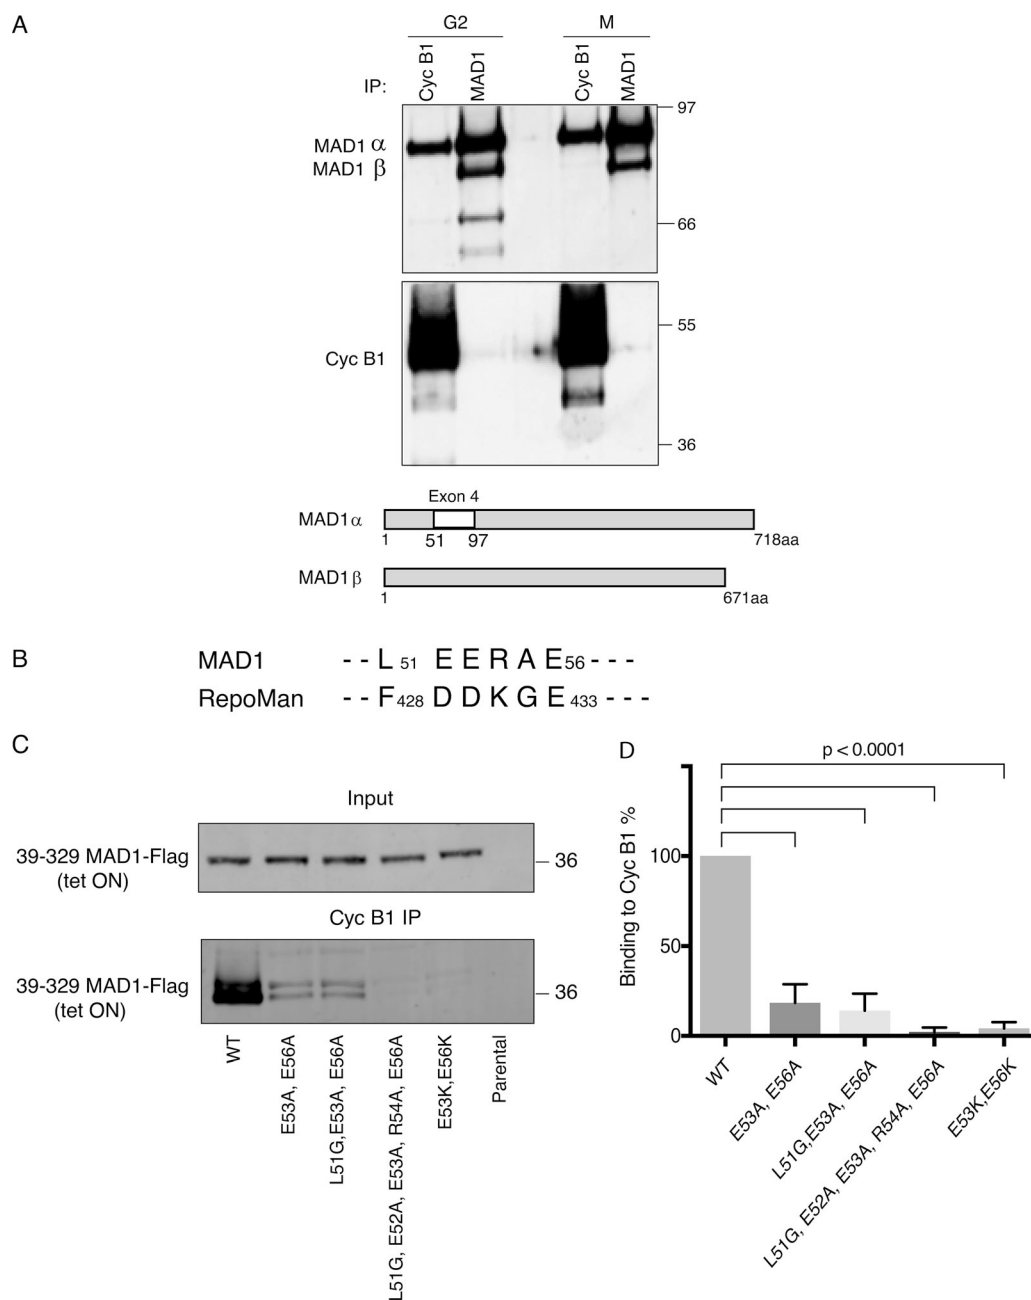 A
G2 M
IP: Cyc B1 MAD1 Cyc B1 MAD1
97
MAD1 α
MAD1 β
66
55
Cyc B1
36
Exon 4
MAD1α
1 51 97 718aa
MAD1β
1 671aa
B
MAD1 - - L 51 E E R A E56 - - -
RepoMan - - F428 D D K G E 433 - - -
C
Input
39-329 MAD1-Flag
(tet ON)
36
Cyc B1 IP
39-329 MAD1-Flag
(tet ON)
36
WT
E53A, E56A
L51G,E53A, E56A
L51G, E52A, E53A, R54A, E56A
E53K,E56K
Parental
D
p < 0.0001
Binding to Cyc B1 %
100
50
0
WT
E53A, E56A
L51G,E53A, E56A
L51G, E52A, E53A, R54A, E56A
E53K,E56K